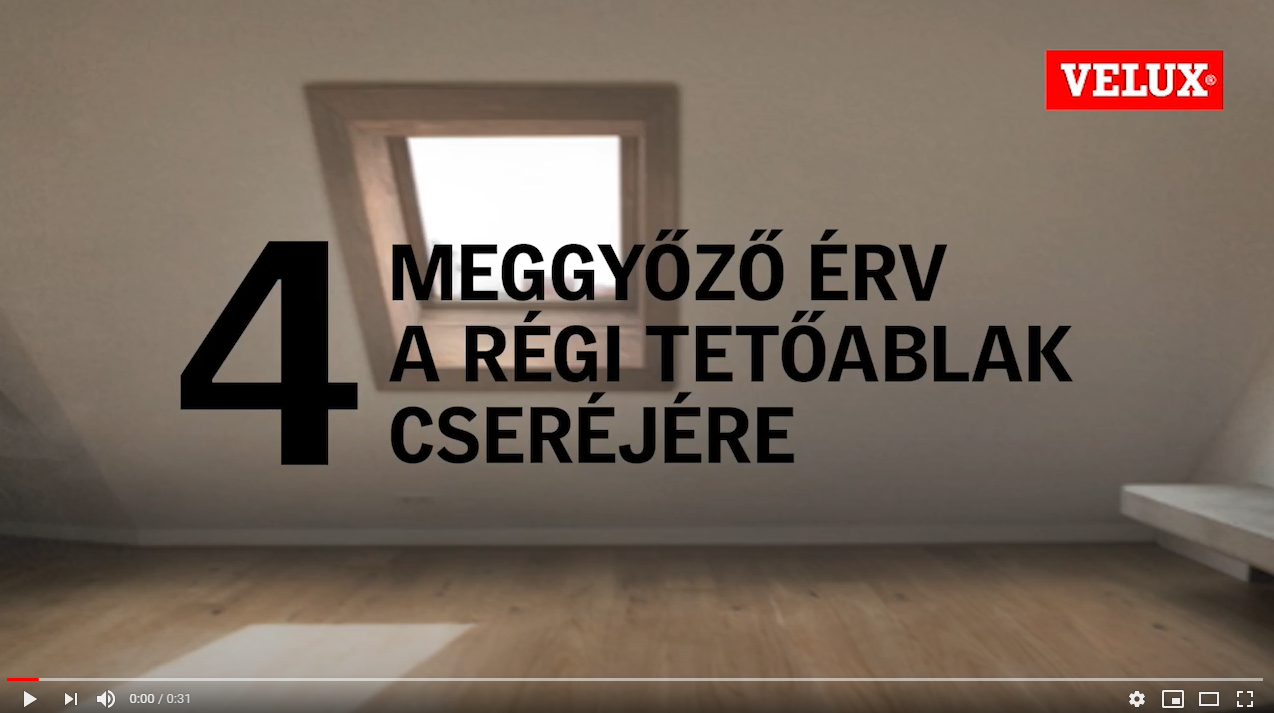 VELUX®
4 MEGGYŐZŐ ÉRV
A RÉGI TETŐABLAK
CSERÉJÉRE
0:00 / 0:31